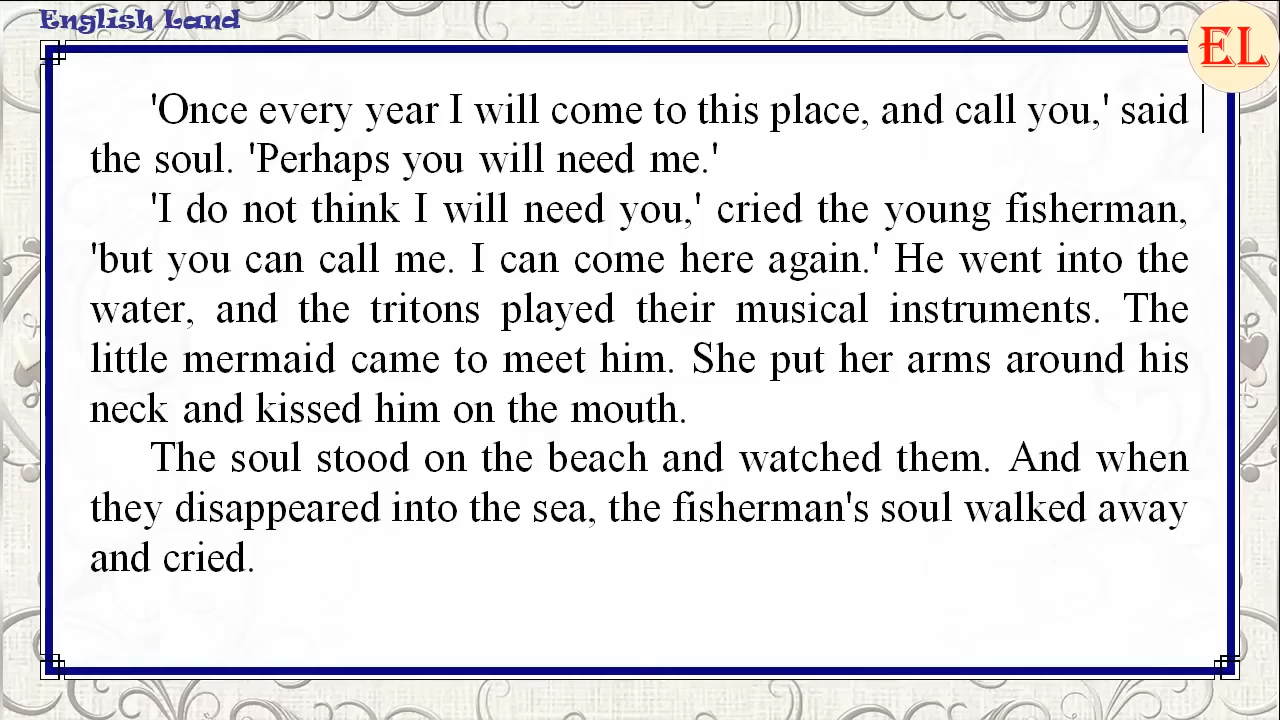 English Land
EL
'Once every year I will come to this place, and call you,' said
the soul. 'Perhaps you will need me.'
'I do not think I will need you,' cried the young fisherman,
'but you can call me. I can come here again.' He went into the
water, and the tritons played their musical instruments. The
little mermaid came to meet him. She put her arms around his
neck and kissed him on the mouth.
The soul stood on the beach and watched them. And when
they disappeared into the sea, the fisherman's soul walked away
and cried.